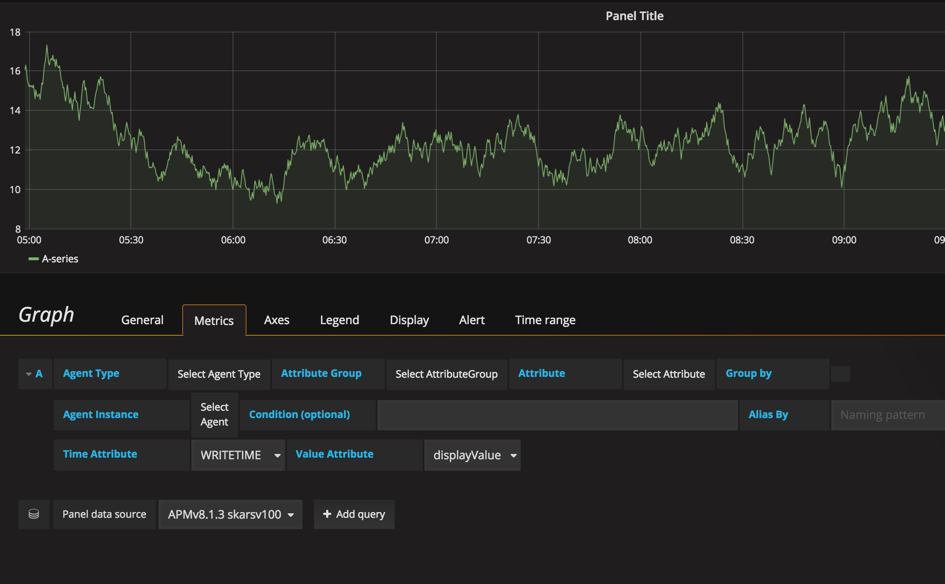 Panel Title
18
16
14
12
10
8
05:00 05:30 06:00 06:30 07:00 07:30 08:00 08:30 09:00 09
A-series
Graph General Metrics Axes Legend Display Alert Time range
A Agent Type Select Agent Type Attribute Group Select AttributeGroup Attribute Select Attribute Group by
Agent Instance Select Agent Condition (optional) Alias By Naming pattern
Time Attribute WRITETIME Value Attribute displayValue
Panel data source APMv8.1.3 skarsv100 + Add query